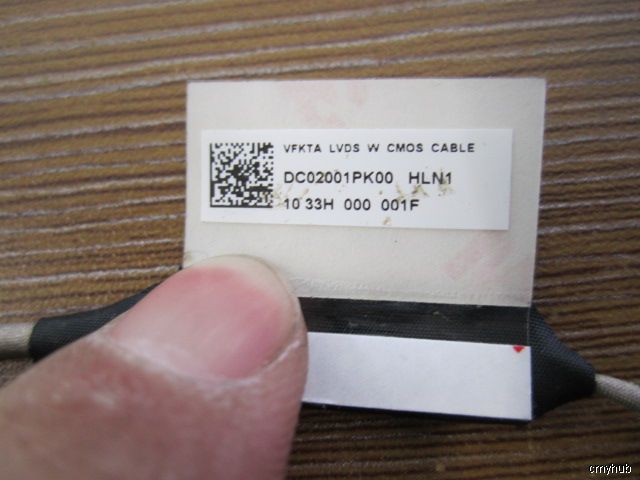 VFKTA LVDS W CMOS CABLE
DC02001PK00 HLN1
10 33H 000 001F
cmyhub